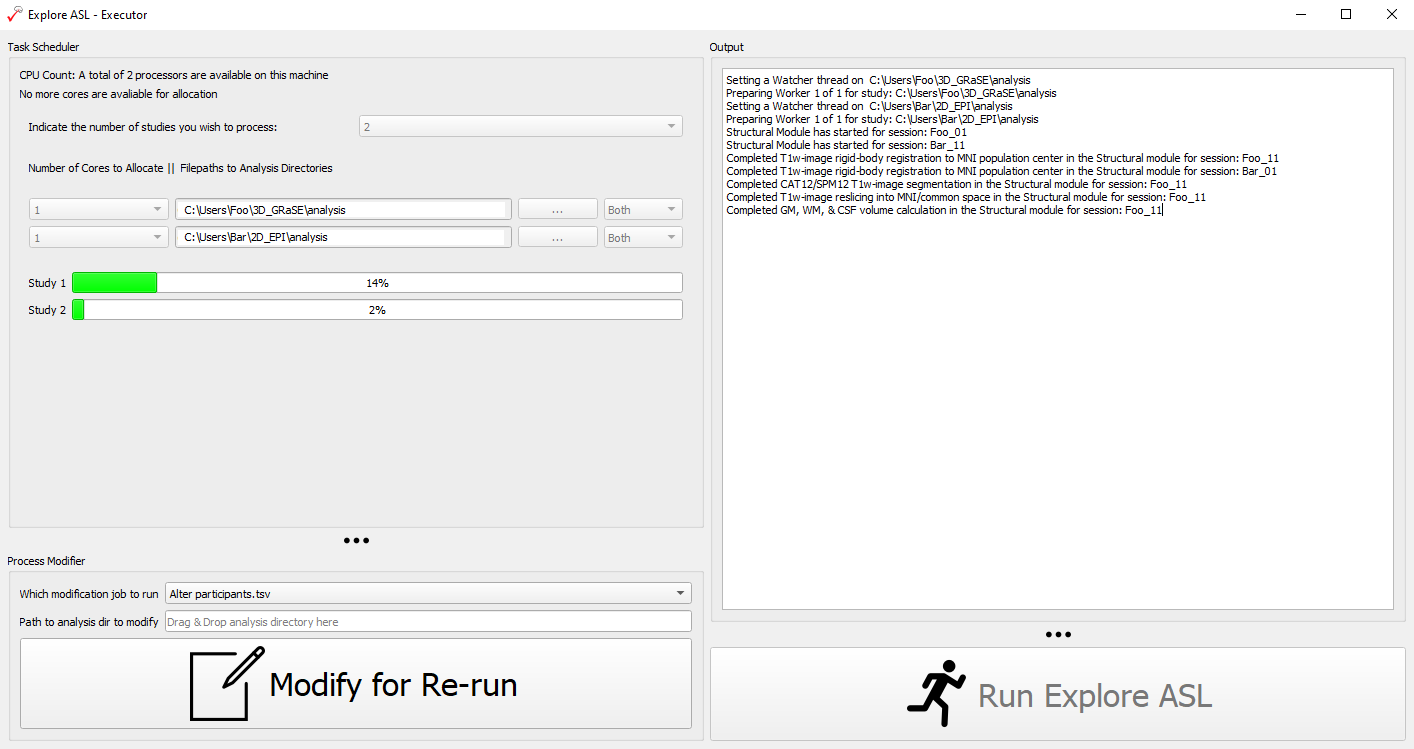 Explore ASL - Executor
Task Scheduler
CPU Count: A total of 2 processors are available on this machine
No more cores are avaliable for allocation
Indicate the number of studies you wish to process:
2
Number of Cores to Allocate || Filepaths to Analysis Directories
1 C:\Users\Foo\3D_GRaSE\analysis ... Both
1 C:\Users\Bar\2D_EPI\analysis ... Both
Study 1 14%
Study 2 2%
Process Modifier
Which modification job to run Alter participants.tsv
Path to analysis dir to modify Drag & Drop analysis directory here
Modify for Re-run
Output
Setting a Watcher thread on  C:\Users\Foo\3D_GRaSE\analysis
Preparing Worker 1 of 1 for study: C:\Users\Foo\3D_GRaSE\analysis
Setting a Watcher thread on  C:\Users\Bar\2D_EPI\analysis
Preparing Worker 1 of 1 for study: C:\Users\Bar\2D_EPI\analysis
Structural Module has started for session: Foo_01
Structural Module has started for session: Bar_11
Completed T1w-image rigid-body registration to MNI population center in the Structural module for session: Foo_11
Completed T1w-image rigid-body registration to MNI population center in the Structural module for session: Bar_01
Completed CAT12/SPM12 T1w-image segmentation in the Structural module for session: Foo_11
Completed T1w-image reslicing into MNI/common space in the Structural module for session: Foo_11
Completed GM, WM, & CSF volume calculation in the Structural module for session: Foo_11
Run Explore ASL